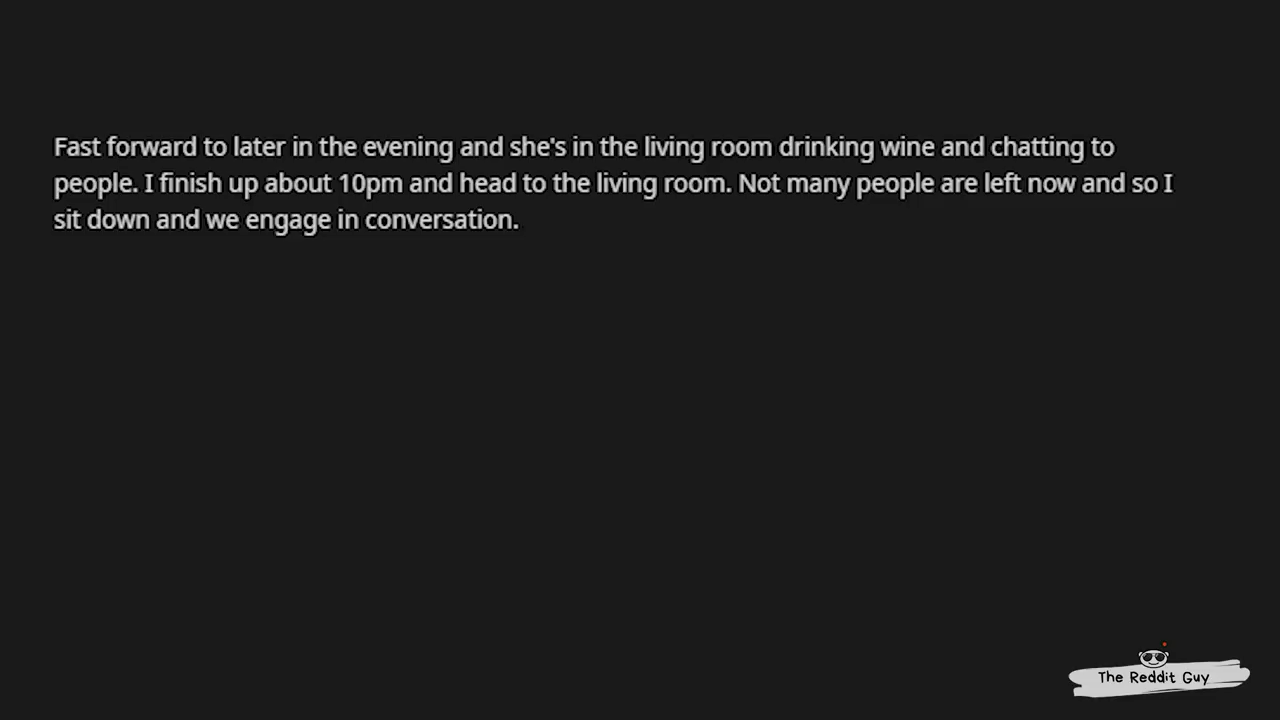 Fast forward to later in the evening and she's in the living room drinking wine and chatting to
people. I finish up about 10pm and head to the living room. Not many people are left now and so I
sit down and we engage in conversation.
The Reddit Guy